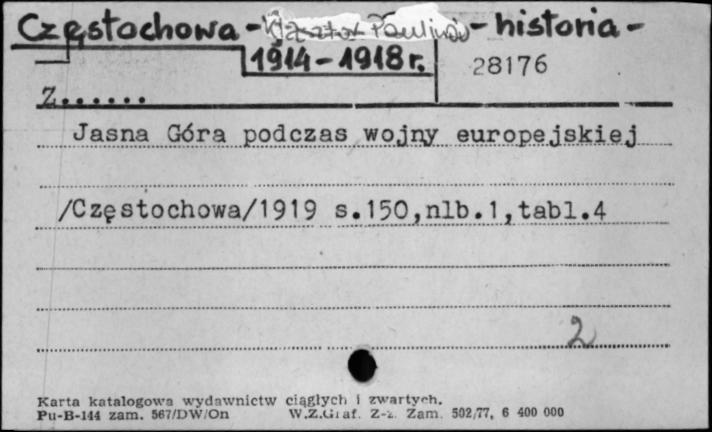 Częstochowa - Klasztor Paulinów - historia -
1914 - 1918 r.
28176
Z......
Jasna Góra podczas wojny europejskiej
/Częstochowa/1919 s.150,nlb.1,tabl.4
2
Karta katalogowa wydawnictw ciągłych i zwartych.
Pu-B-144 zam. 567/DW/On W.Z.Graf. Z-z. Zam. 502/77, 6 400 000